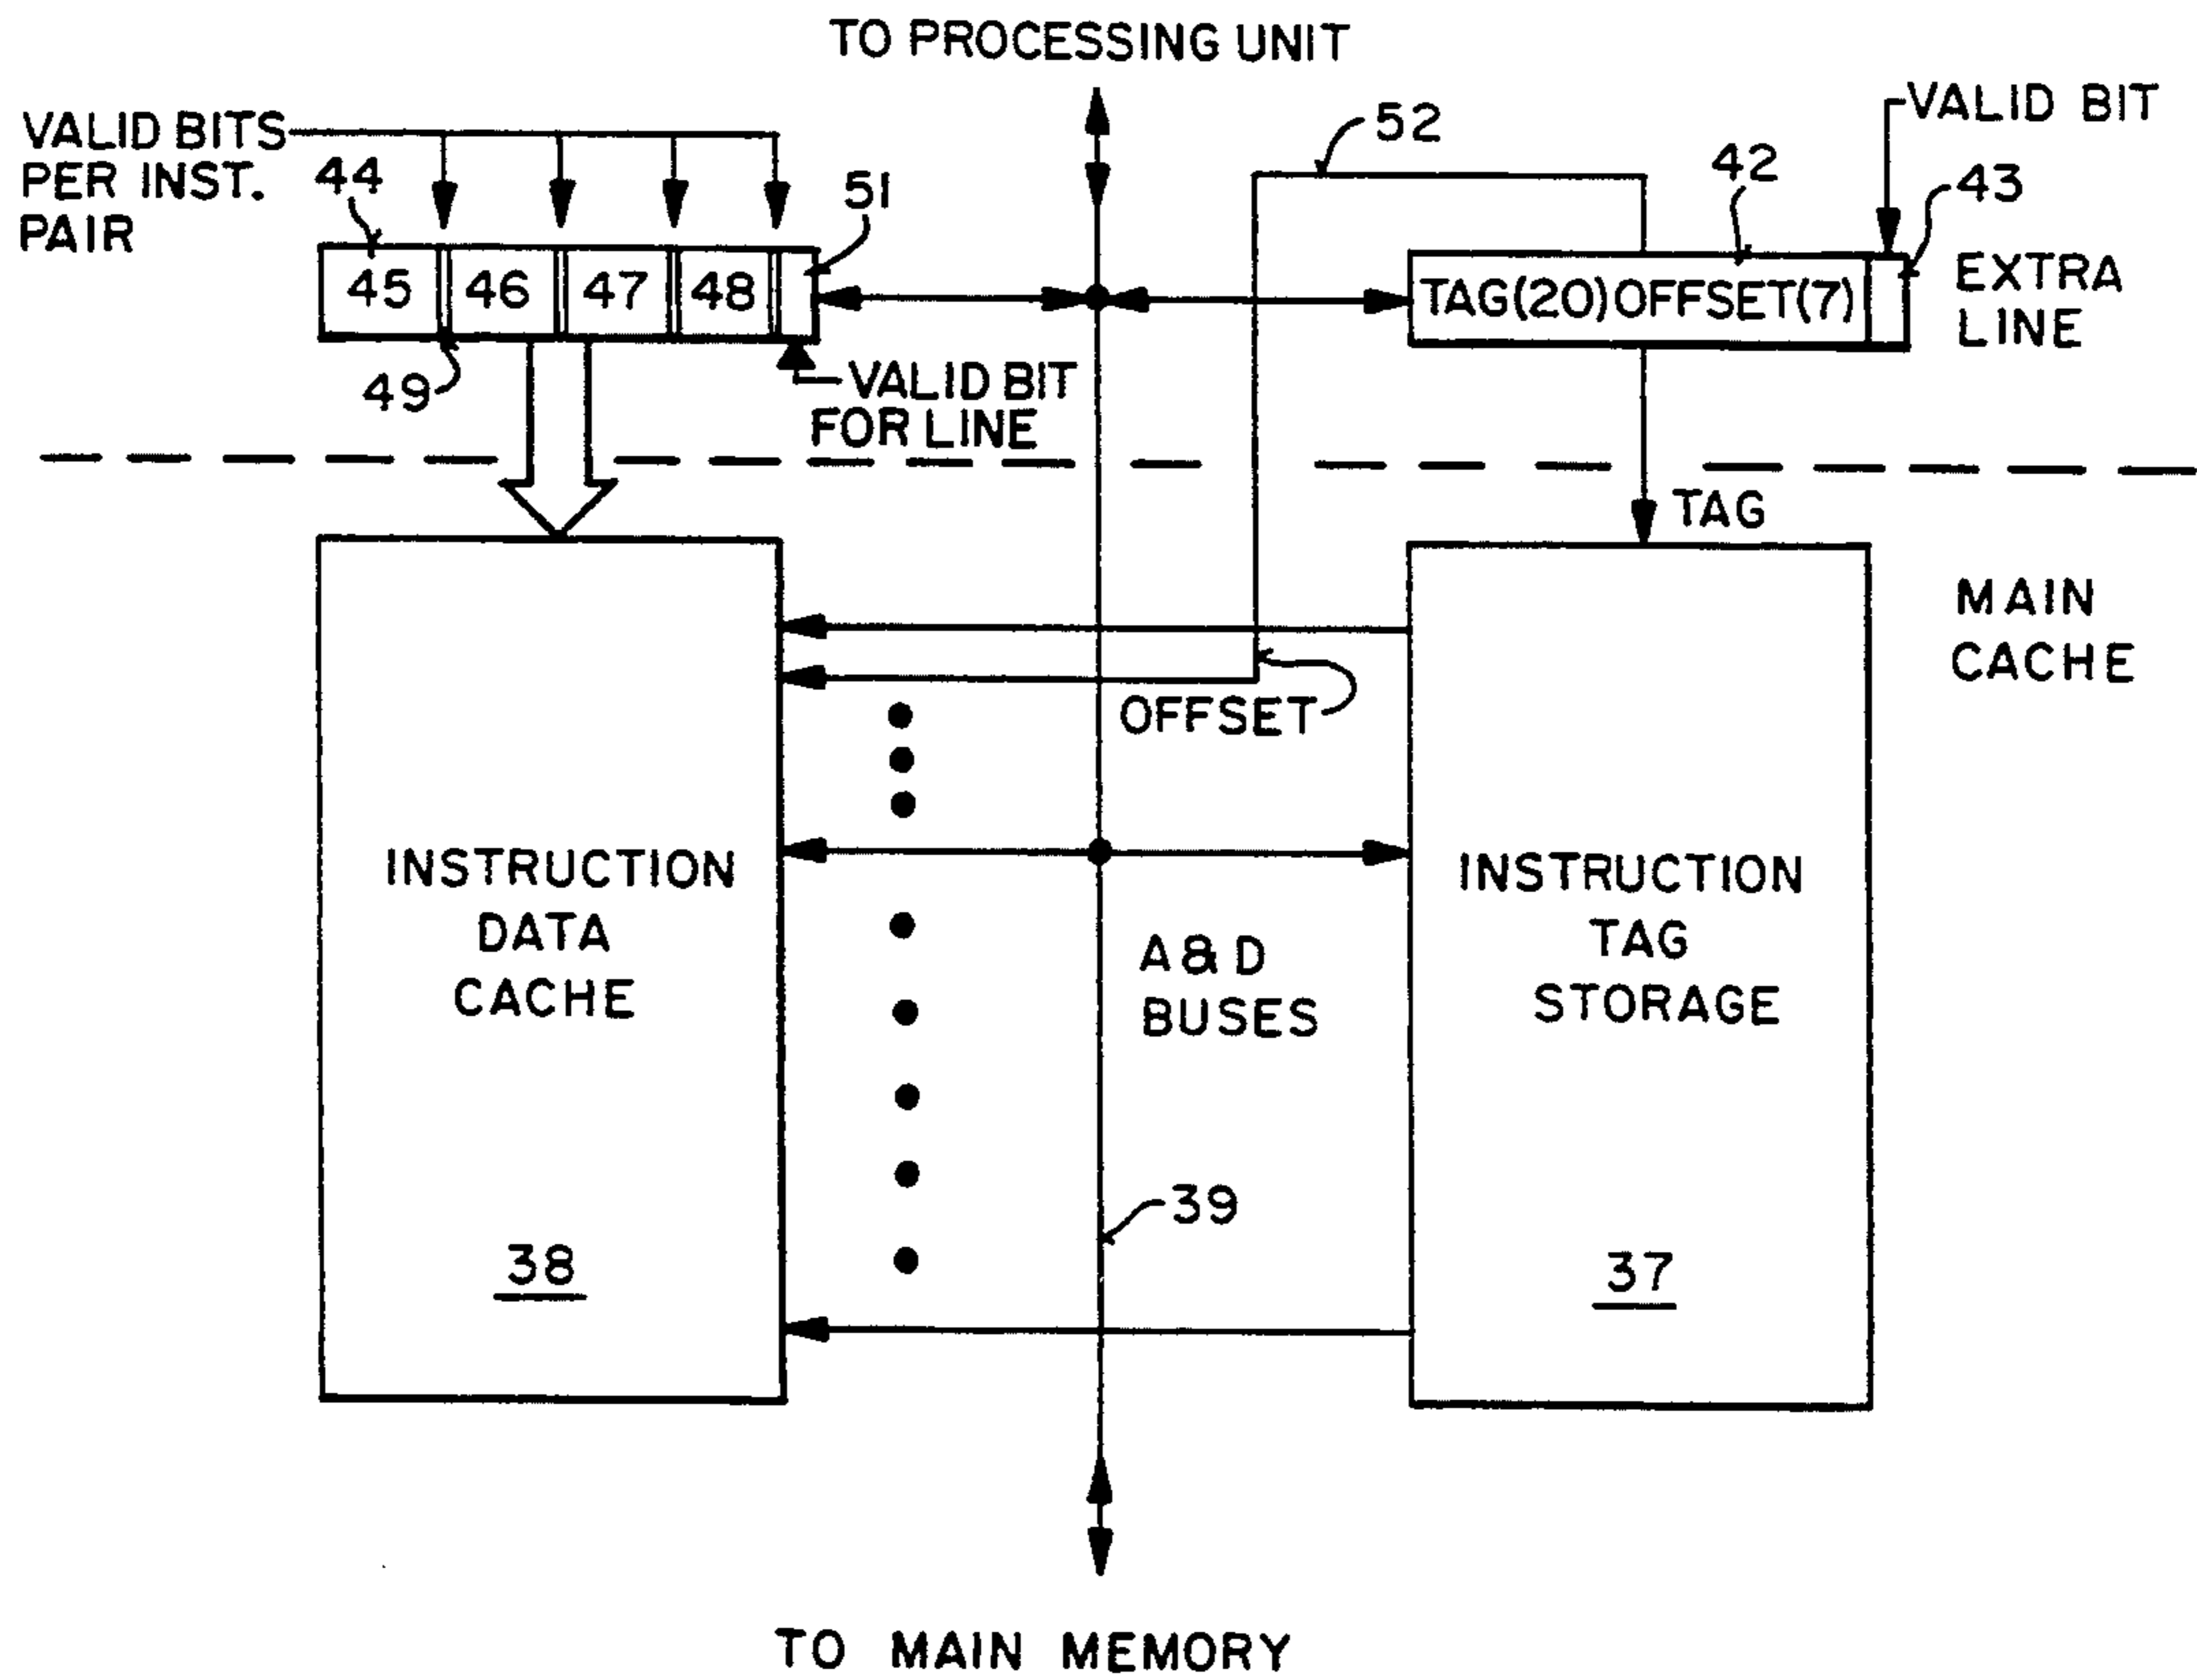 TO PROCESSING UNIT
VALID BITS
PER INST.
PAIR
44
51
52
42
VALID BIT
43
45 46 47 48
TAG(20)OFFSET(7)
EXTRA
LINE
49
VALID BIT
FOR LINE
TAG
MAIN
CACHE
OFFSET
INSTRUCTION
DATA
CACHE
A & D
BUSES
INSTRUCTION
TAG
STORAGE
39
38
37
TO MAIN MEMORY